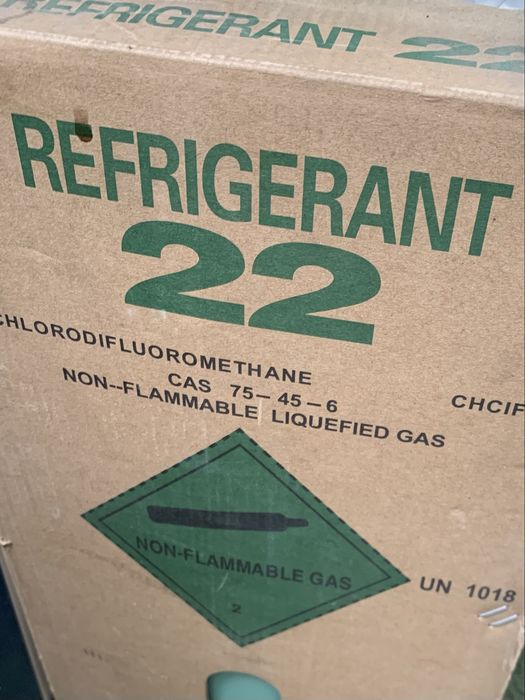 REFRIGERANT 22
REFRIGERANT
22
CHLORODIFLUOROMETHANE
CAS 75-45-6
CHCIF
NON--FLAMMABLE LIQUEFIED GAS
NON-FLAMMABLE GAS
2
UN 1018